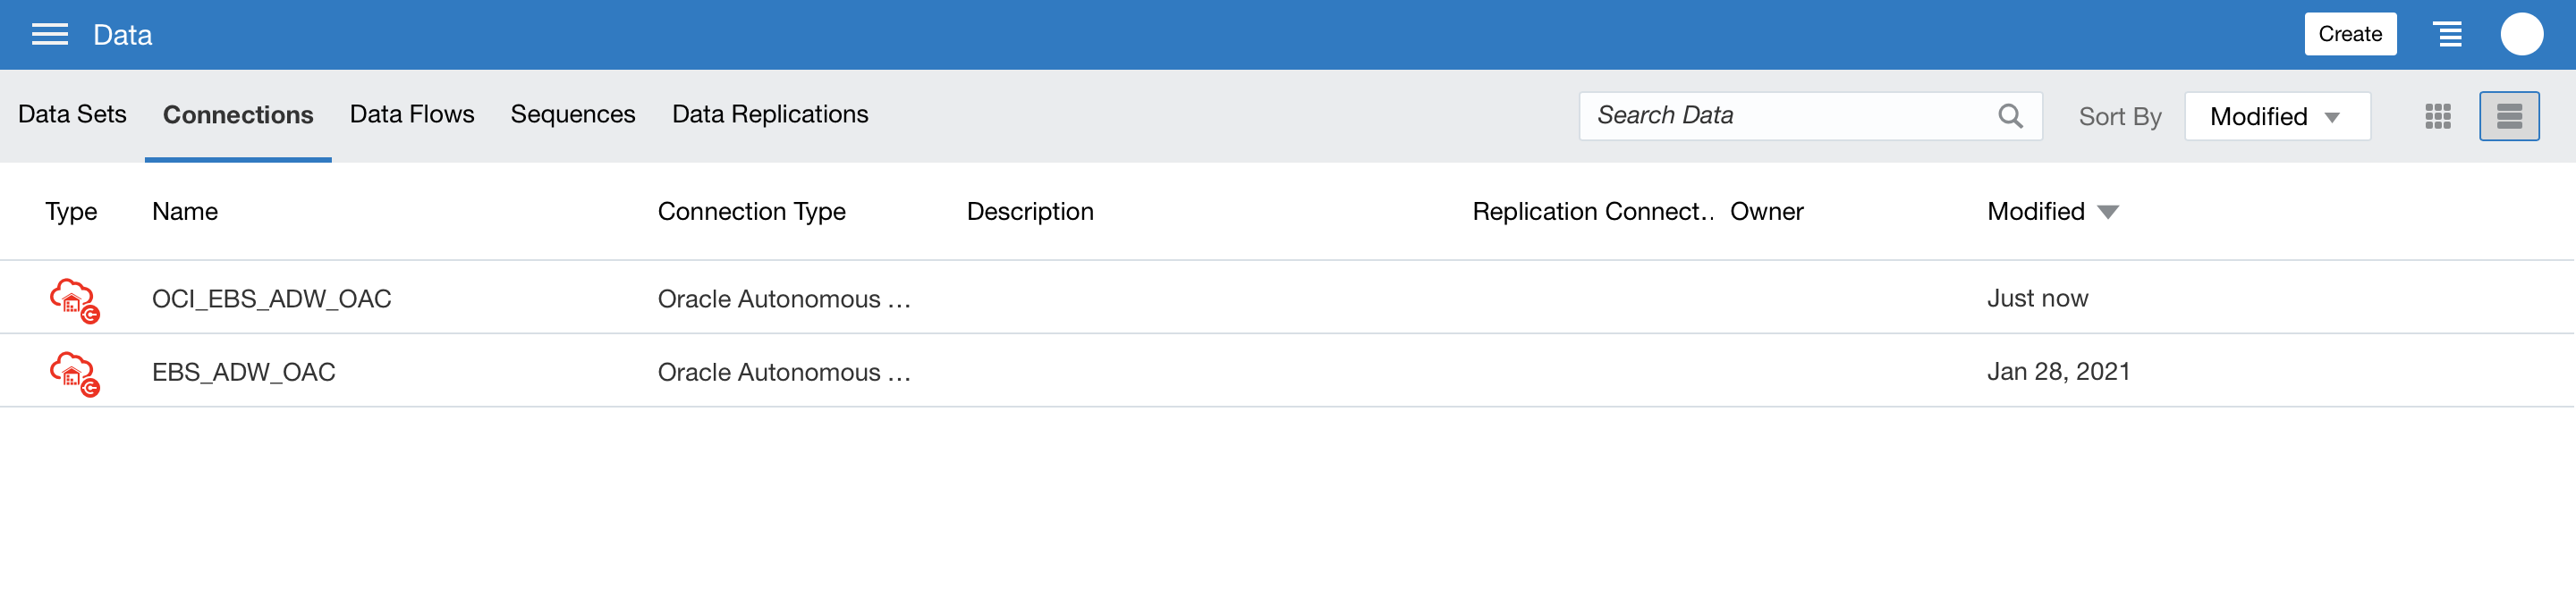 Data Create
Data Sets Connections Data Flows Sequences Data Replications Search Data Sort By Modified
Type Name Connection Type Description Replication Connect.. Owner Modified
OCI_EBS_ADW_OAC Oracle Autonomous ... Just now
EBS_ADW_OAC Oracle Autonomous ... Jan 28, 2021